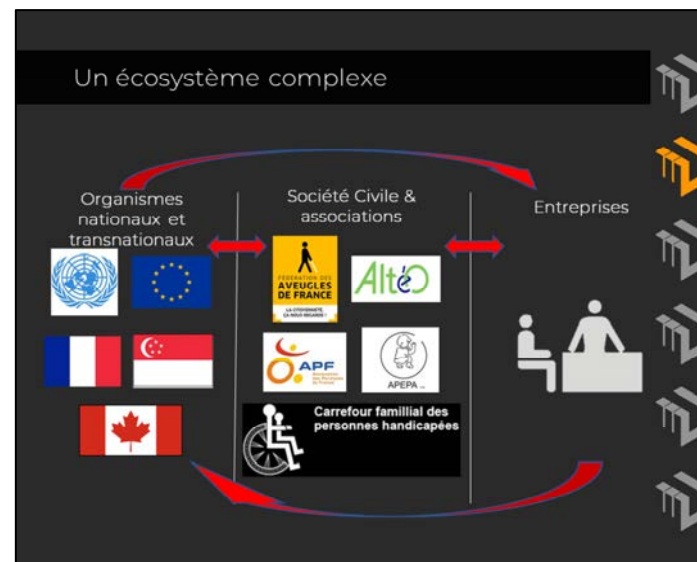 Un écosystème complexe
Organismes
nationaux et
transnationaux
Société Civile &
associations
Entreprises
FÉDÉRATION DES
AVEUGLES
DE FRANCE
LA CITOYENNETÉ,
ÇA NOUS REGARDE !
AltéO
APF
APEPA
Carrefour famillial des
personnes handicapées